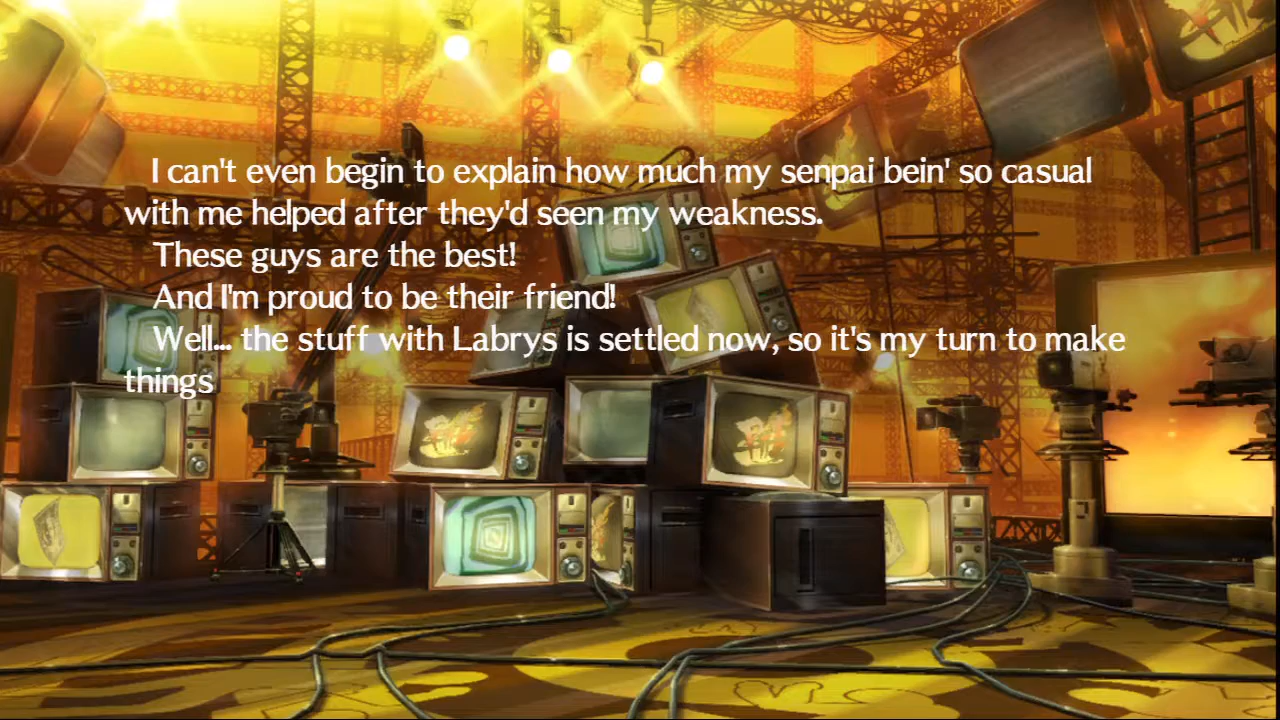 I can't even begin to explain how much my senpai bein' so casual
with me helped after they'd seen my weakness.
These guys are the best!
And I'm proud to be their friend!
Well... the stuff with Labrys is settled now, so it's my turn to make
things